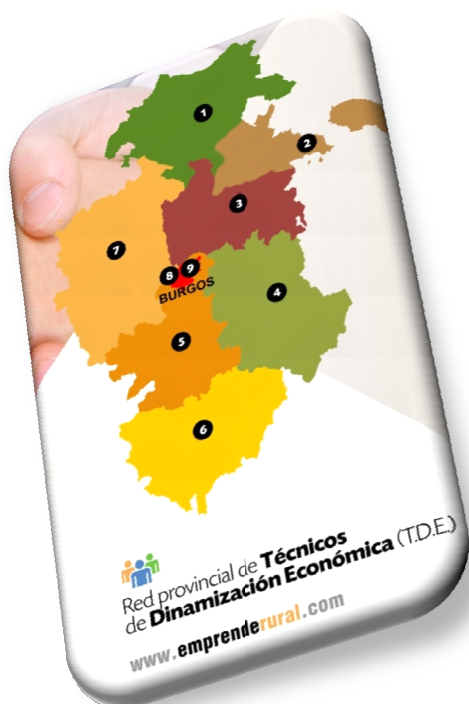 1
2
3
7
8 9
BURGOS
4
5
6
Red provincial de Técnicos
de Dinamización Económica (T.D.E.)
www.emprenderural.com